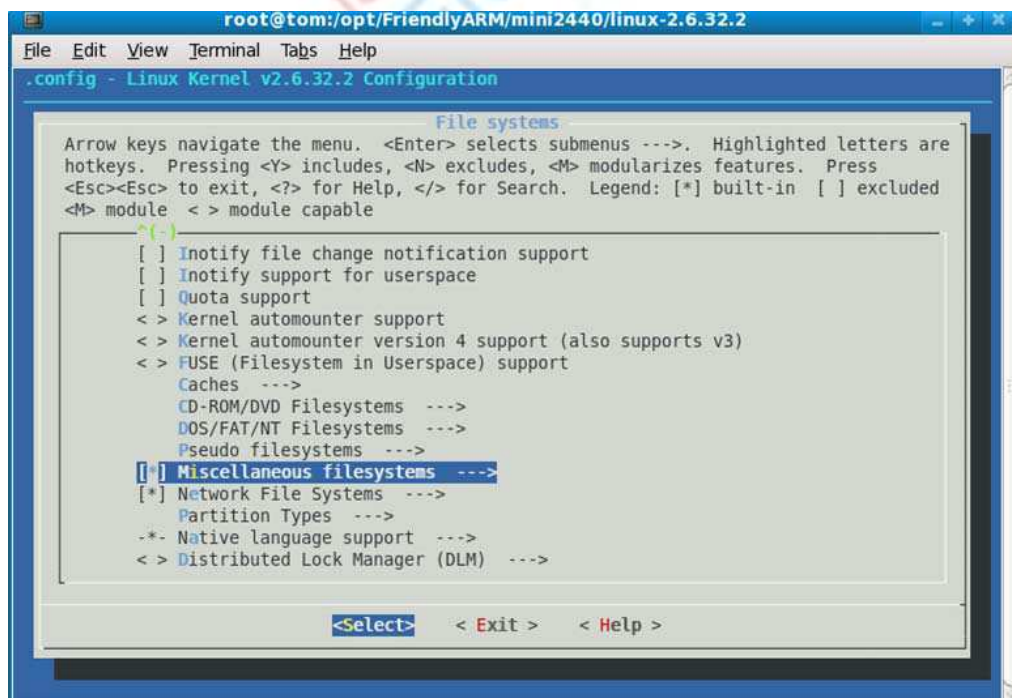 root@tom:/opt/FriendlyARM/mini2440/linux-2.6.32.2
File Edit View Terminal Tabs Help
.config - Linux Kernel v2.6.32.2 Configuration
File systems
Arrow keys navigate the menu. <Enter> selects submenus --->. Highlighted letters are
hotkeys. Pressing <Y> includes, <N> excludes, <M> modularizes features. Press
<Esc><Esc> to exit, <?> for Help, </> for Search. Legend: [*] built-in [ ] excluded
<M> module < > module capable
^(-)
[ ] Inotify file change notification support
[ ] Inotify support for userspace
[ ] Quota support
< > Kernel automounter support
< > Kernel automounter version 4 support (also supports v3)
< > FUSE (Filesystem in Userspace) support
Caches --->
CD-ROM/DVD Filesystems --->
DOS/FAT/NT Filesystems --->
Pseudo filesystems --->
[*] Miscellaneous filesystems --->
[*] Network File Systems --->
Partition Types --->
-*- Native language support --->
< > Distributed Lock Manager (DLM) --->
<Select> < Exit > < Help >